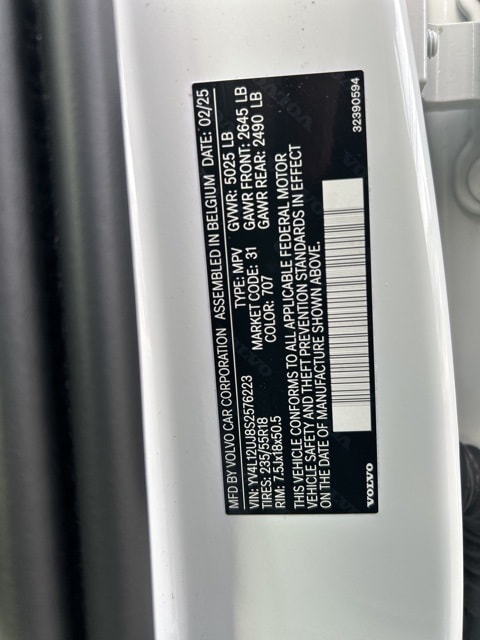 MFD BY VOLVO CAR CORPORATION ASSEMBLED IN BELGIUM DATE: 02/25
VIN: YV4L12UJ8S2576223 TYPE: MPV GVWR: 5025 LB
TIRES: 235/55R18 MARKET CODE: 31 GAWR FRONT: 2645 LB
RIM: 7.5Jx18x50.5 COLOR: 707 GAWR REAR: 2490 LB
THIS VEHICLE CONFORMS TO ALL APPLICABLE FEDERAL MOTOR
VEHICLE SAFETY AND THEFT PREVENTION STANDARDS IN EFFECT
ON THE DATE OF MANUFACTURE SHOWN ABOVE.
VOLVO 32390594